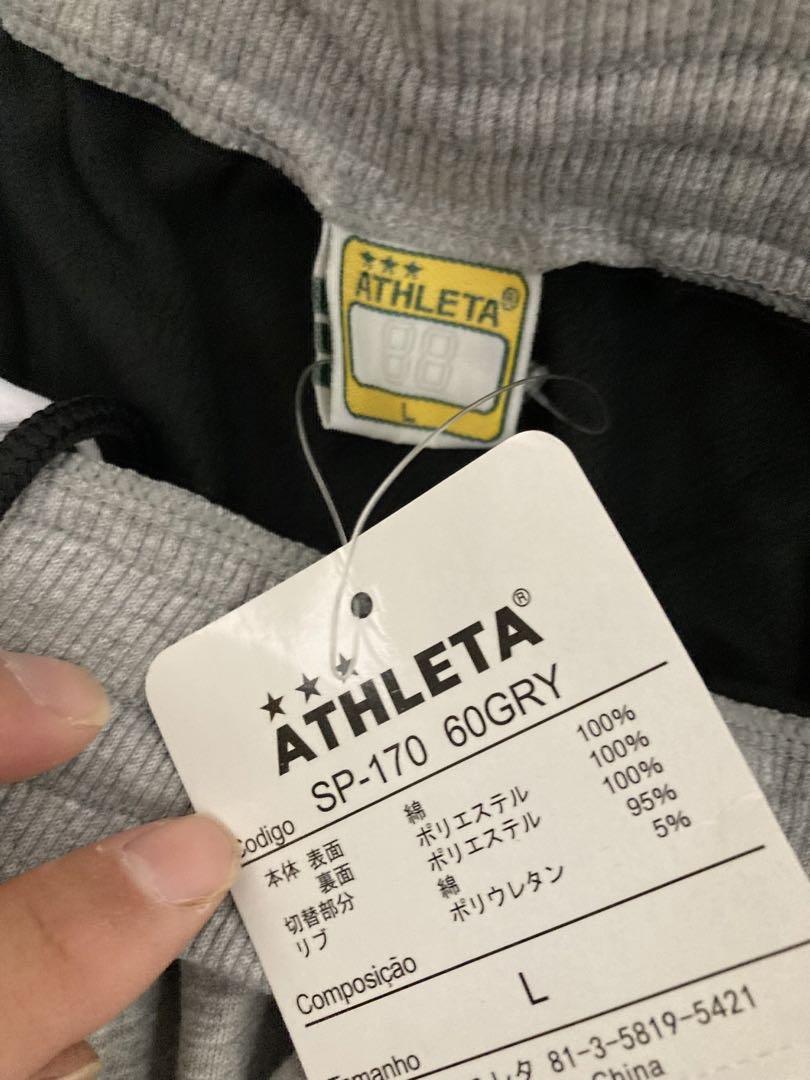 ATHLETA®
88
L
ATHLETA®
SP-170 60GRY
本体 表面 綿 100%
裏面 ポリエステル 100%
切替部分 ポリエステル 100%
リブ 綿 95%
ポリウレタン 5%
Composição
L
81-3-5819-5421
China